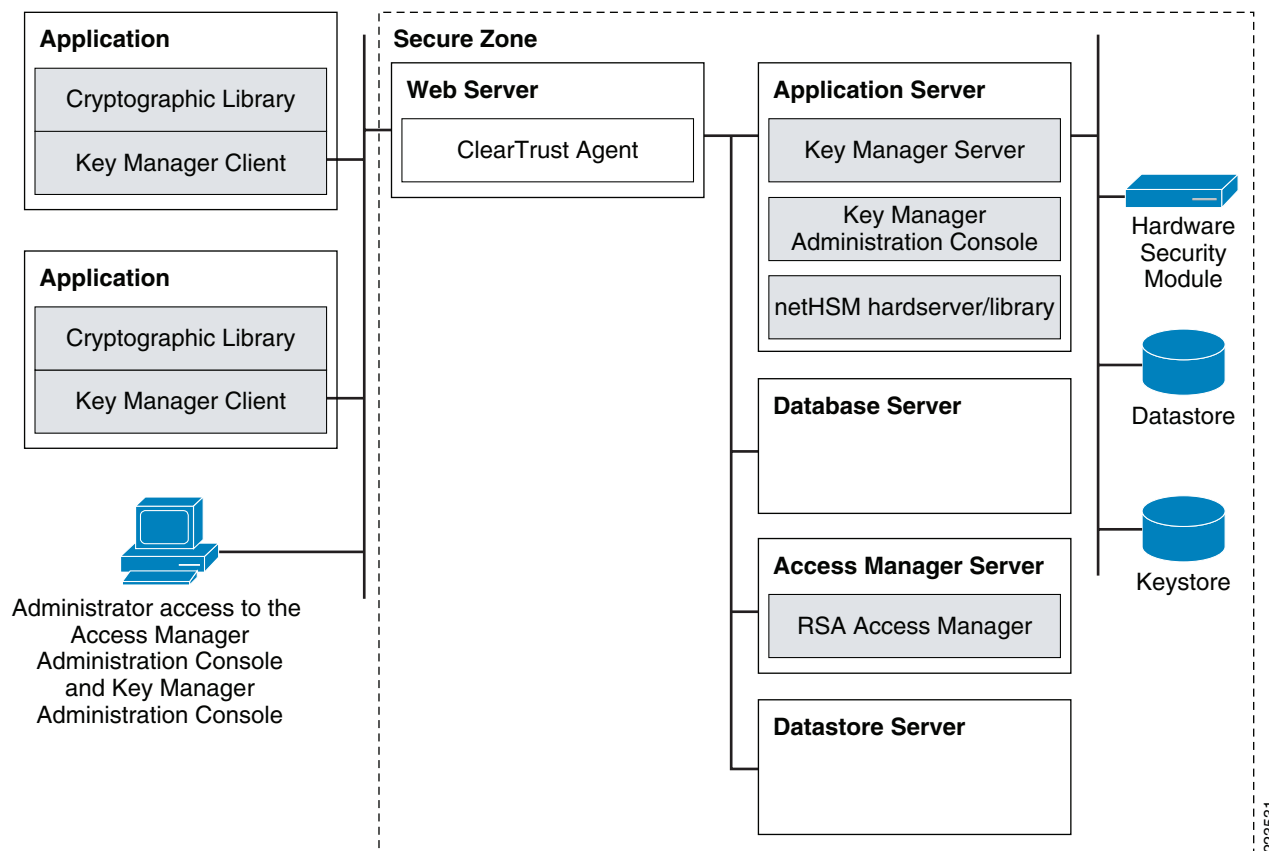 Application
Cryptographic Library
Key Manager Client
Application
Cryptographic Library
Key Manager Client
Administrator access to the
Access Manager
Administration Console
and Key Manager
Administration Console
Secure Zone
Web Server
ClearTrust Agent
Application Server
Key Manager Server
Key Manager
Administration Console
netHSM hardserver/library
Database Server
Access Manager Server
RSA Access Manager
Datastore Server
Hardware
Security
Module
Datastore
Keystore